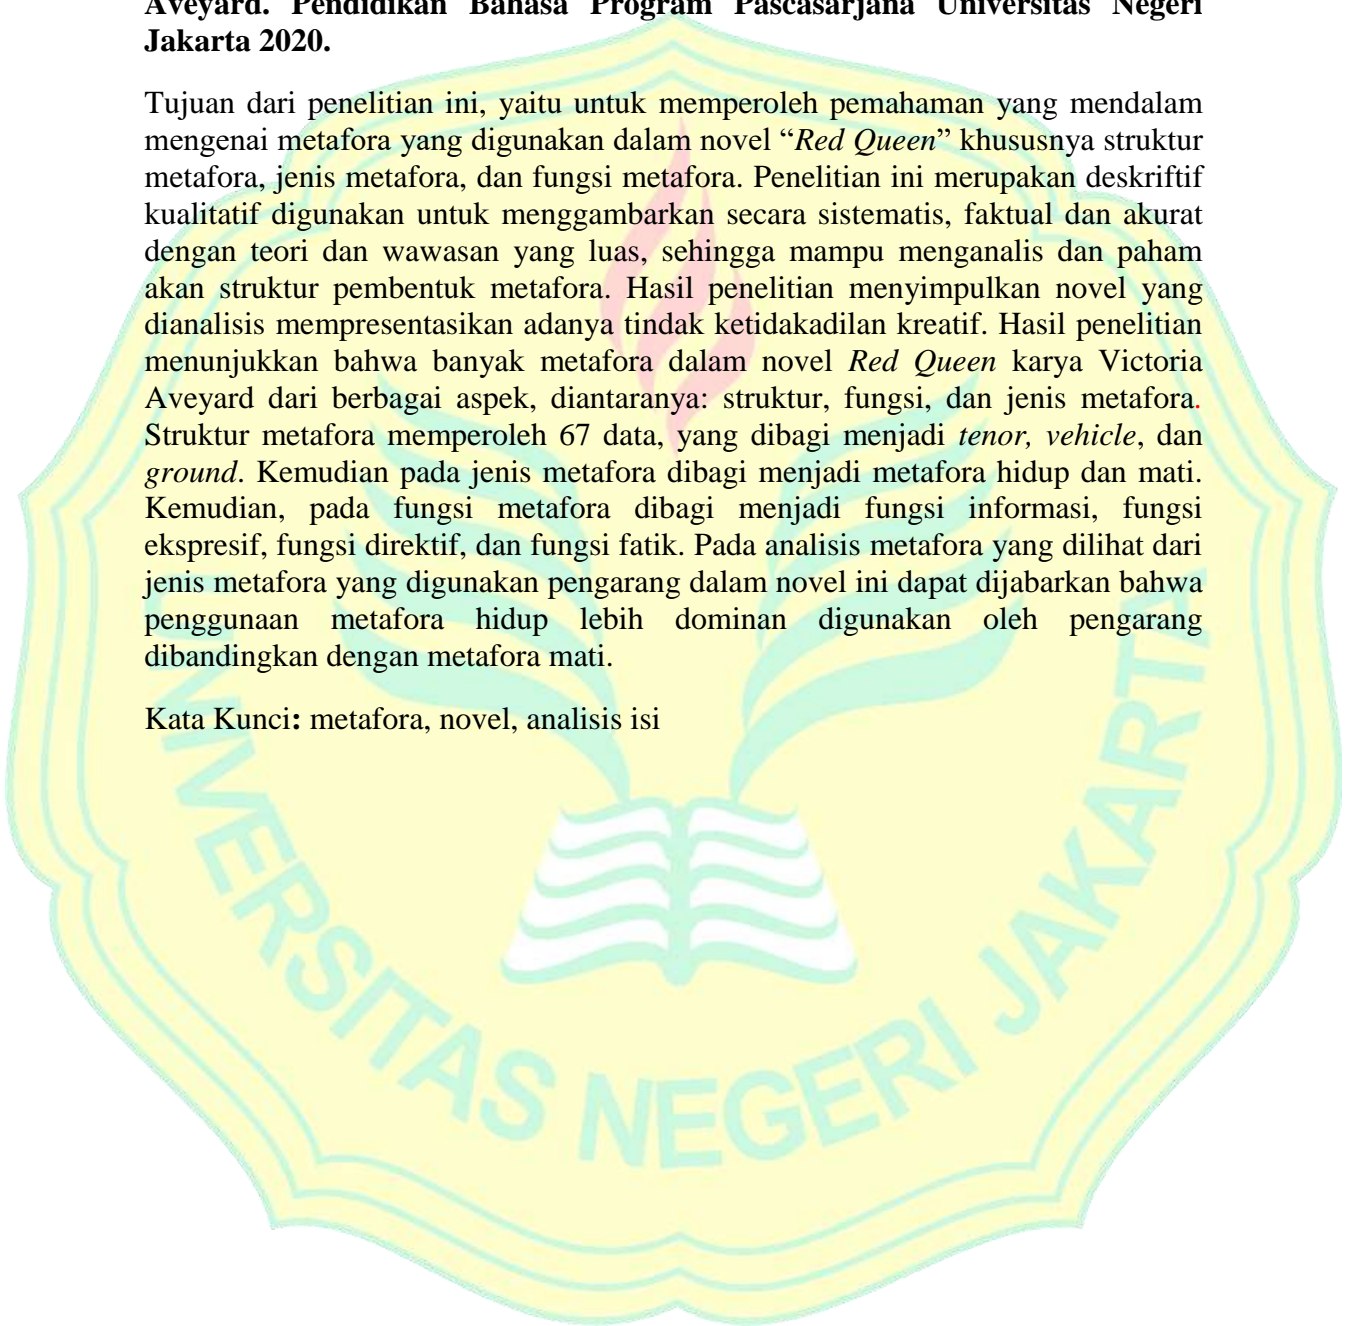 Aveyard. Pendidikan Bahasa Program Pascasarjana Universitas Negeri
Jakarta 2020.
Tujuan dari penelitian ini, yaitu untuk memperoleh pemahaman yang mendalam
mengenai metafora yang digunakan dalam novel “Red Queen” khususnya struktur
metafora, jenis metafora, dan fungsi metafora. Penelitian ini merupakan deskriftif
kualitatif digunakan untuk menggambarkan secara sistematis, faktual dan akurat
dengan teori dan wawasan yang luas, sehingga mampu menganalis dan paham
akan struktur pembentuk metafora. Hasil penelitian menyimpulkan novel yang
dianalisis mempresentasikan adanya tindak ketidakadilan kreatif. Hasil penelitian
menunjukkan bahwa banyak metafora dalam novel Red Queen karya Victoria
Aveyard dari berbagai aspek, diantaranya: struktur, fungsi, dan jenis metafora.
Struktur metafora memperoleh 67 data, yang dibagi menjadi tenor, vehicle, dan
ground. Kemudian pada jenis metafora dibagi menjadi metafora hidup dan mati.
Kemudian, pada fungsi metafora dibagi menjadi fungsi informasi, fungsi
ekspresif, fungsi direktif, dan fungsi fatik. Pada analisis metafora yang dilihat dari
jenis metafora yang digunakan pengarang dalam novel ini dapat dijabarkan bahwa
penggunaan metafora hidup lebih dominan digunakan oleh pengarang
dibandingkan dengan metafora mati.
Kata Kunci: metafora, novel, analisis isi
UNIVERSITAS NEGERI JAKARTA